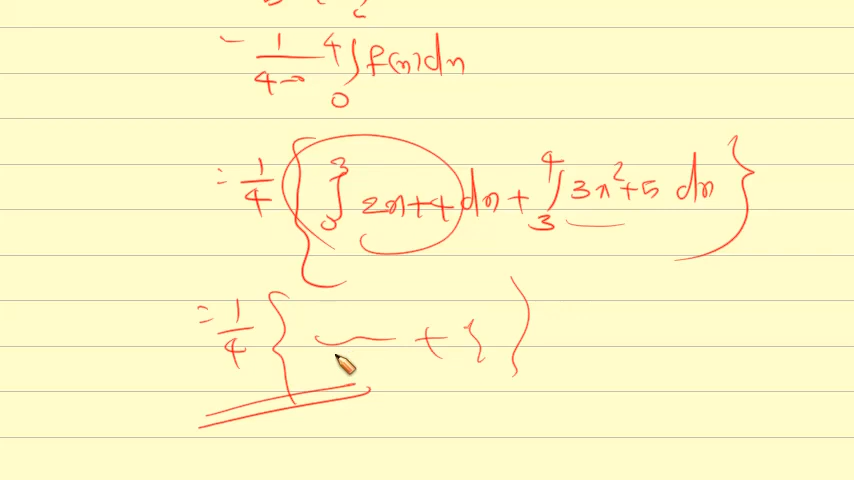 - 1/(4-0) ∫₀⁴ f(x)dx
= 1/4 { ∫₀³ 2x+4 dx + ∫₃⁴ 3x²+5 dx }
= 1/4 { + }